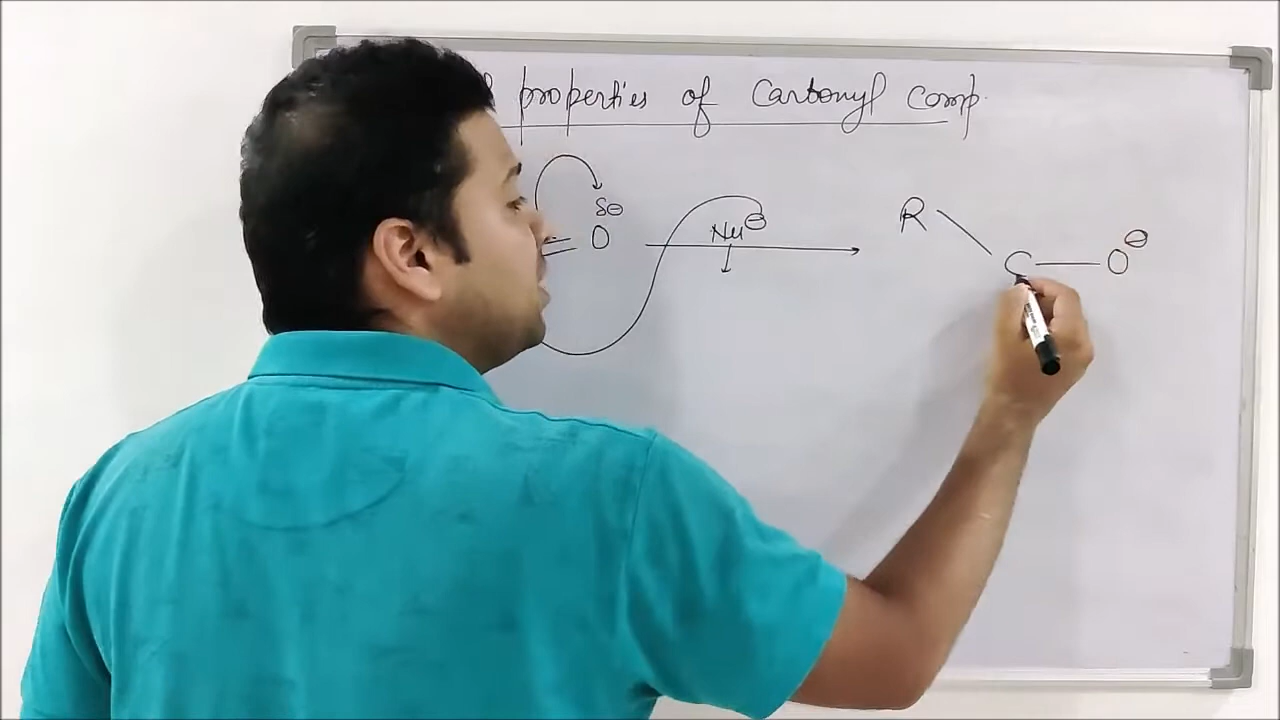 properties of Carbonyl comp.
δ⊖
O
Nu⊖
R
C — O⊖